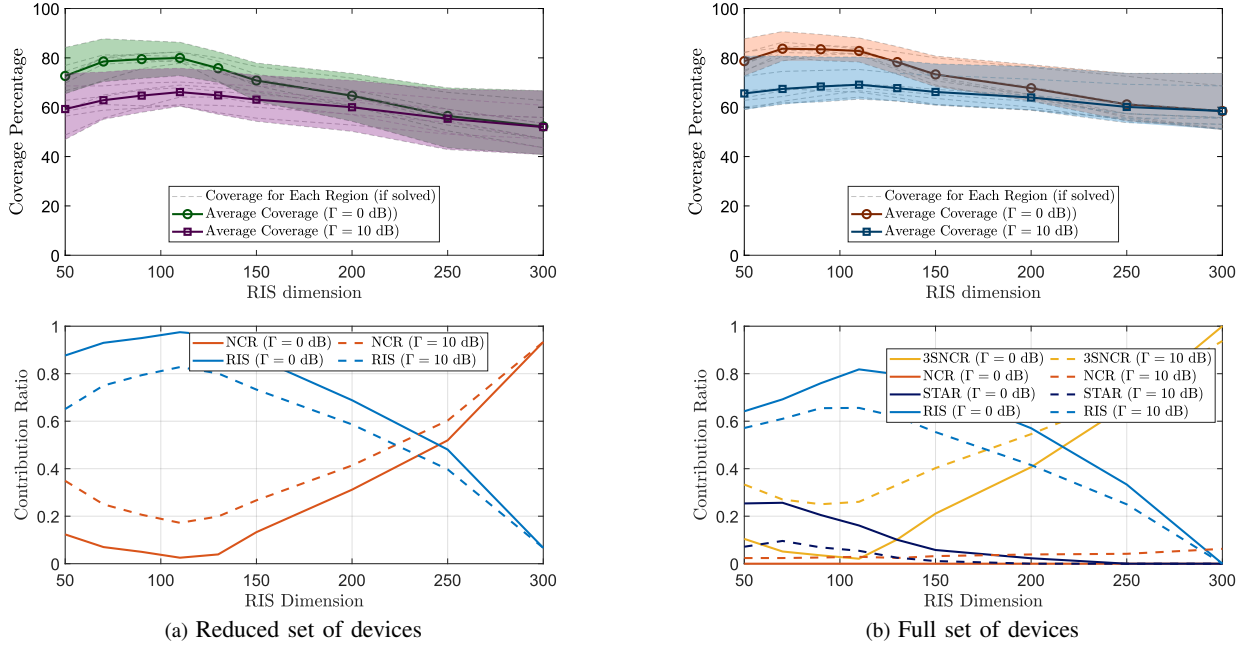 100
80
60
40
20
0
Coverage Percentage
Coverage for Each Region (if solved)
Average Coverage (Γ = 0 dB))
Average Coverage (Γ = 10 dB)
50 100 150 200 250 300
RIS dimension
1
0.8
0.6
0.4
0.2
0
Contribution Ratio
NCR (Γ = 0 dB) NCR (Γ = 10 dB)
RIS (Γ = 0 dB) RIS (Γ = 10 dB)
50 100 150 200 250 300
RIS Dimension
(a) Reduced set of devices
100
80
60
40
20
0
Coverage Percentage
Coverage for Each Region (if solved)
Average Coverage (Γ = 0 dB))
Average Coverage (Γ = 10 dB)
50 100 150 200 250 300
RIS dimension
1
0.8
0.6
0.4
0.2
0
Contribution Ratio
3SNCR (Γ = 0 dB) 3SNCR (Γ = 10 dB)
NCR (Γ = 0 dB) NCR (Γ = 10 dB)
STAR (Γ = 0 dB) STAR (Γ = 10 dB)
RIS (Γ = 0 dB) RIS (Γ = 10 dB)
50 100 150 200 250 300
RIS Dimension
(b) Full set of devices